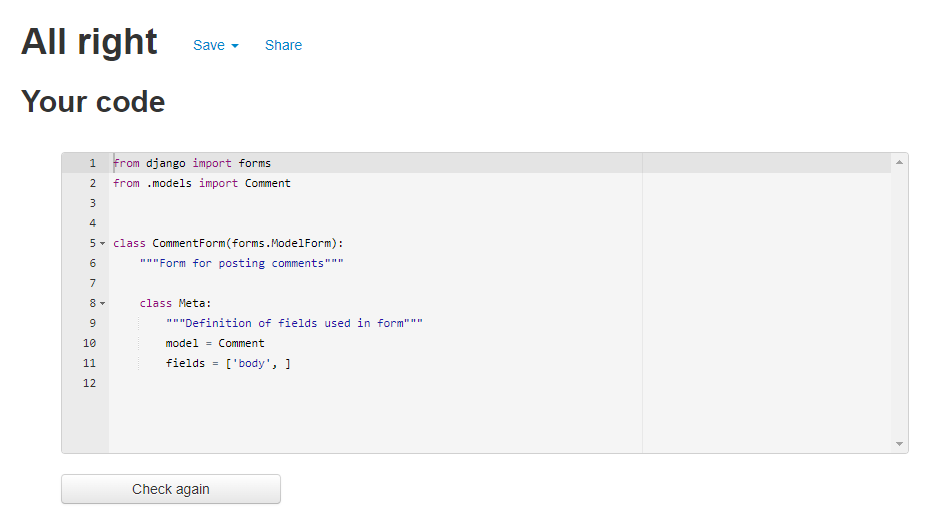 All right Save Share
Your code
1 from django import forms
2 from .models import Comment
3
4
5 class CommentForm(forms.ModelForm):
6 """Form for posting comments"""
7
8 class Meta:
9 """Definition of fields used in form"""
10 model = Comment
11 fields = ['body', ]
12
Check again